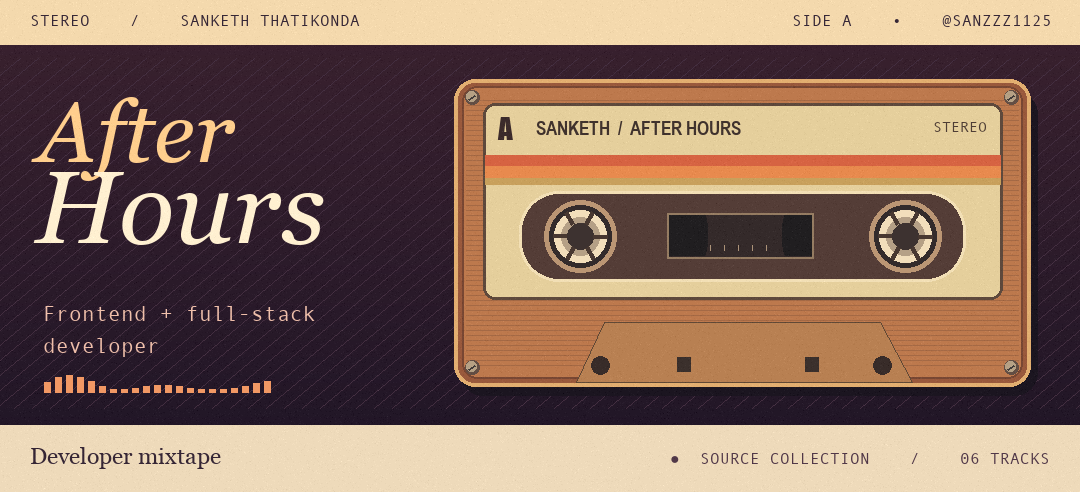 STEREO / SANKETH THATIKONDA
SIDE A • @SANZZZ1125
After
Hours
Frontend + full-stack
developer
A SANKETH / AFTER HOURS
STEREO
Developer mixtape
• SOURCE COLLECTION / 06 TRACKS